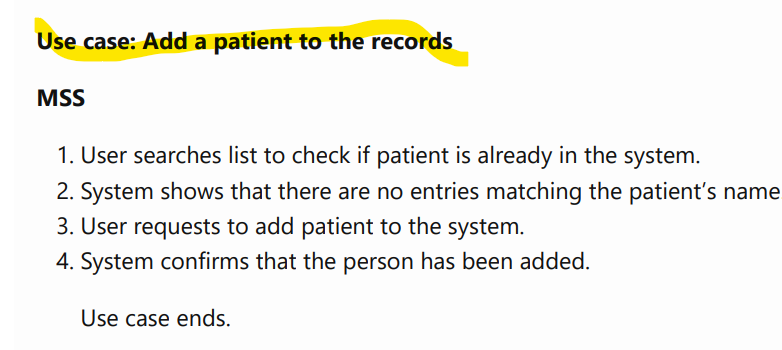 Use case: Add a patient to the records
MSS
1. User searches list to check if patient is already in the system.
2. System shows that there are no entries matching the patient’s name
3. User requests to add patient to the system.
4. System confirms that the person has been added.
Use case ends.